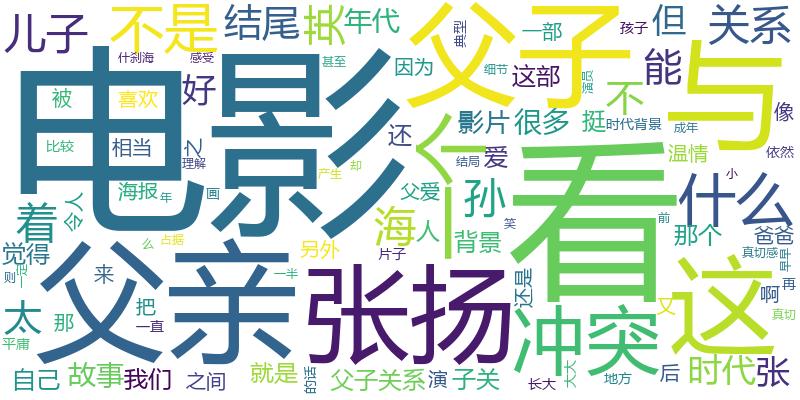 儿子
不是
结尾
英
年代
父子
一部
典型
孩子
但
关系
什刹海
感受
甚至
因为
这部
细节
演员
能
与
电影
被
喜欢
好
影片
很多
挺
不
时代背景
成年
像
比较
相当
之
理解
还
个
爱
结局
看
温情
依然
海报
年
画
产生
却
父爱
孙
小
什么
着
令人
海
人
背景
笑
前
那个
爸爸
觉得
么
占据
另外
片子
真切感
则
一段
来
父亲
一半
张扬
还是
冲突
这
早早
再
太
那
把
一直
又
啊
真切
平庸
自己
故事
我们
之间
就是
的话
父子关系
演
子关
长大
太大
地方
后
时代
张